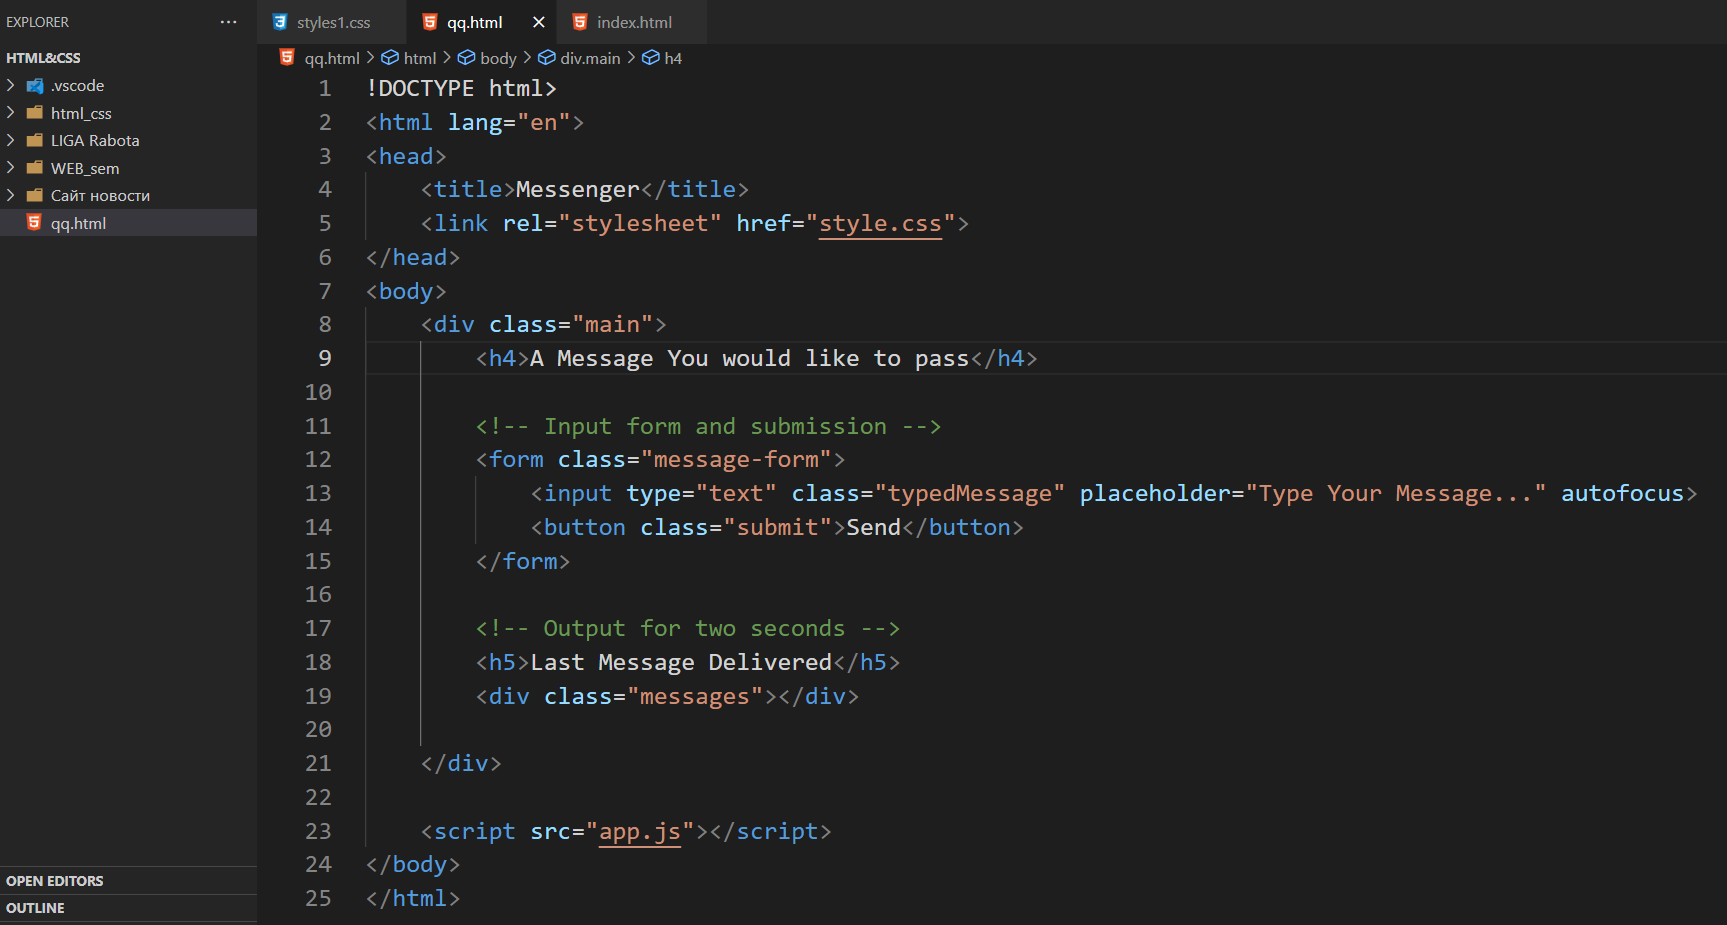 EXPLORER ...
HTML&CSS
.vscode
html_css
LIGA Rabota
WEB_sem
Сайт новости
qq.html
OPEN EDITORS
OUTLINE
styles1.css qq.html index.html
qq.html > html > body > div.main > h4
1 !DOCTYPE html>
2 <html lang="en">
3 <head>
4 <title>Messenger</title>
5 <link rel="stylesheet" href="style.css">
6 </head>
7 <body>
8 <div class="main">
9 <h4>A Message You would like to pass</h4>
10
11 <!-- Input form and submission -->
12 <form class="message-form">
13 <input type="text" class="typedMessage" placeholder="Type Your Message..." autofocus>
14 <button class="submit">Send</button>
15 </form>
16
17 <!-- Output for two seconds -->
18 <h5>Last Message Delivered</h5>
19 <div class="messages"></div>
20
21 </div>
22
23 <script src="app.js"></script>
24 </body>
25 </html>